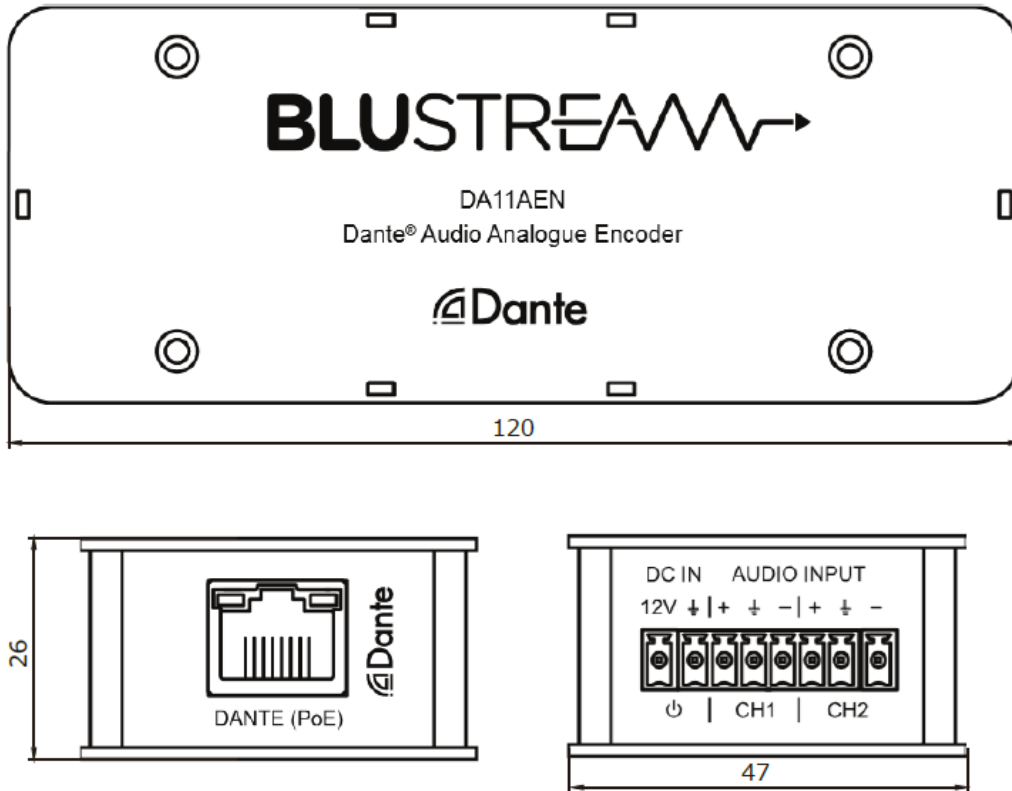 BLUSTREAM
DA11AEN
Dante® Audio Analogue Encoder
Dante
120
26
Dante
DANTE (PoE)
DC IN AUDIO INPUT
12V ⏚ | + ⏚ − | + ⏚ −
⏻ | CH1 | CH2
47